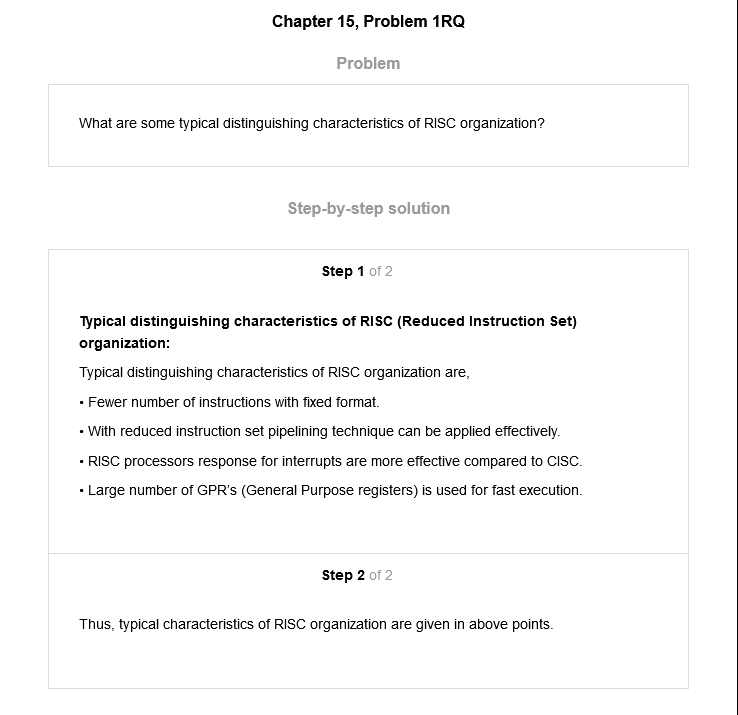 Chapter 15, Problem 1RQ
Problem
What are some typical distinguishing characteristics of RISC organization?
Step-by-step solution
Step 1 of 2
Typical distinguishing characteristics of RISC (Reduced Instruction Set)
organization:
Typical distinguishing characteristics of RISC organization are,
• Fewer number of instructions with fixed format.
• With reduced instruction set pipelining technique can be applied effectively.
• RISC processors response for interrupts are more effective compared to CISC.
• Large number of GPR's (General Purpose registers) is used for fast execution.
Step 2 of 2
Thus, typical characteristics of RISC organization are given in above points.